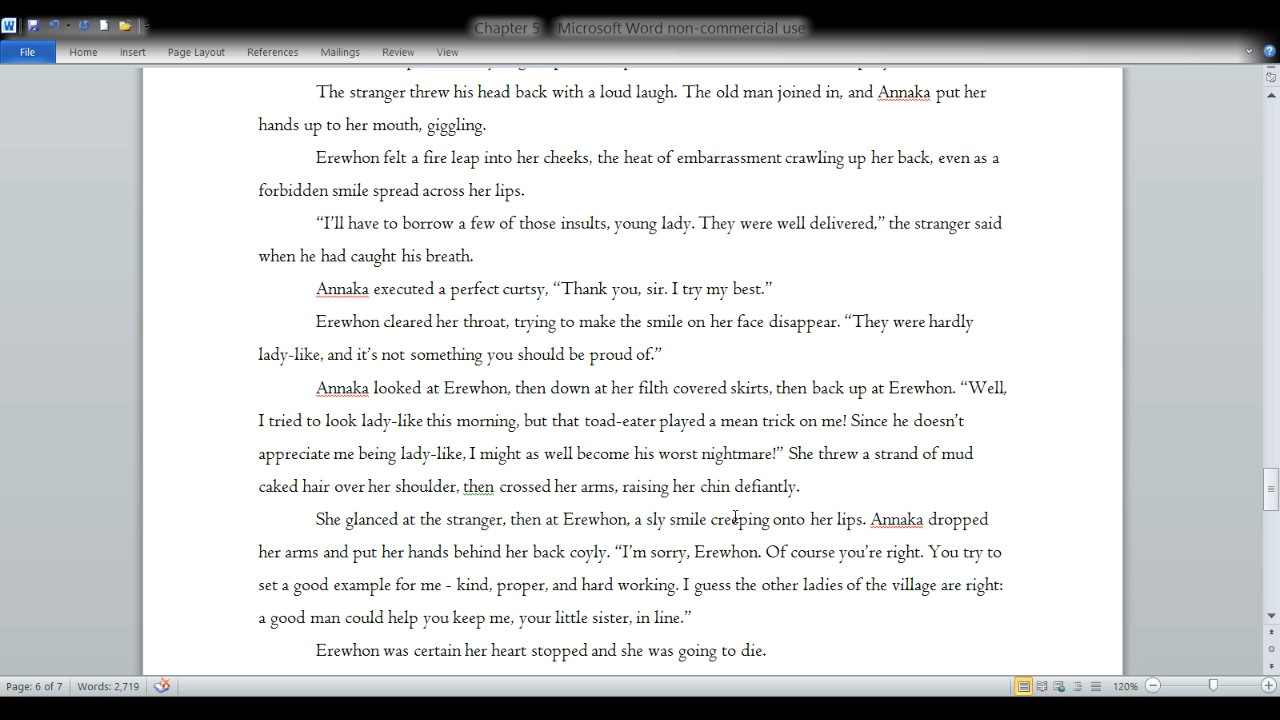 Chapter 5 - Microsoft Word non-commercial use
File Home Insert Page Layout References Mailings Review View
The stranger threw his head back with a loud laugh. The old man joined in, and Annaka put her
hands up to her mouth, giggling.
Erewhon felt a fire leap into her cheeks, the heat of embarrassment crawling up her back, even as a
forbidden smile spread across her lips.
“I’ll have to borrow a few of those insults, young lady. They were well delivered,” the stranger said
when he had caught his breath.
Annaka executed a perfect curtsy, “Thank you, sir. I try my best.”
Erewhon cleared her throat, trying to make the smile on her face disappear. “They were hardly
lady-like, and it’s not something you should be proud of.”
Annaka looked at Erewhon, then down at her filth covered skirts, then back up at Erewhon. “Well,
I tried to look lady-like this morning, but that toad-eater played a mean trick on me! Since he doesn’t
appreciate me being lady-like, I might as well become his worst nightmare!” She threw a strand of mud
caked hair over her shoulder, then crossed her arms, raising her chin defiantly.
She glanced at the stranger, then at Erewhon, a sly smile creeping onto her lips. Annaka dropped
her arms and put her hands behind her back coyly. “I’m sorry, Erewhon. Of course you’re right. You try to
set a good example for me - kind, proper, and hard working. I guess the other ladies of the village are right:
a good man could help you keep me, your little sister, in line.”
Erewhon was certain her heart stopped and she was going to die.
Page: 6 of 7 Words: 2,719 120%